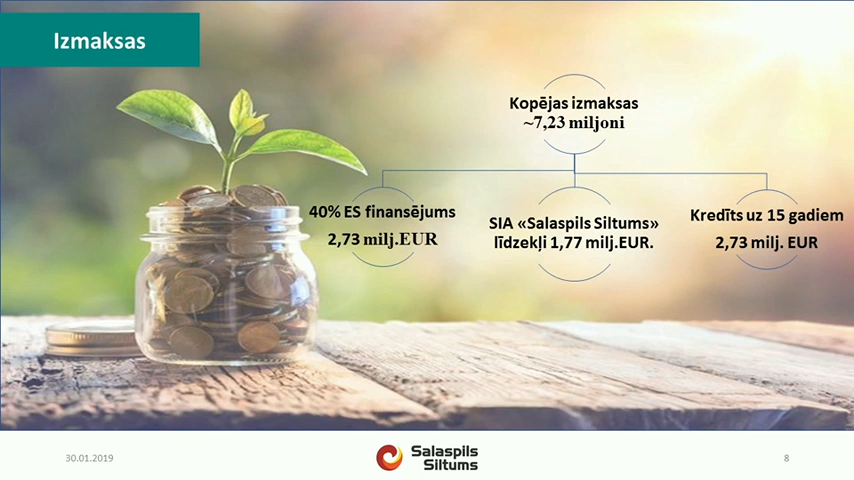 Izmaksas
Kopējas izmaksas
~7,23 miljoni
40% ES finansējums
2,73 milj.EUR
SIA «Salaspils Siltums»
līdzekļi 1,77 milj.EUR.
Kredīts uz 15 gadiem
2,73 milj. EUR
30.01.2019
Salaspils
Siltums
8